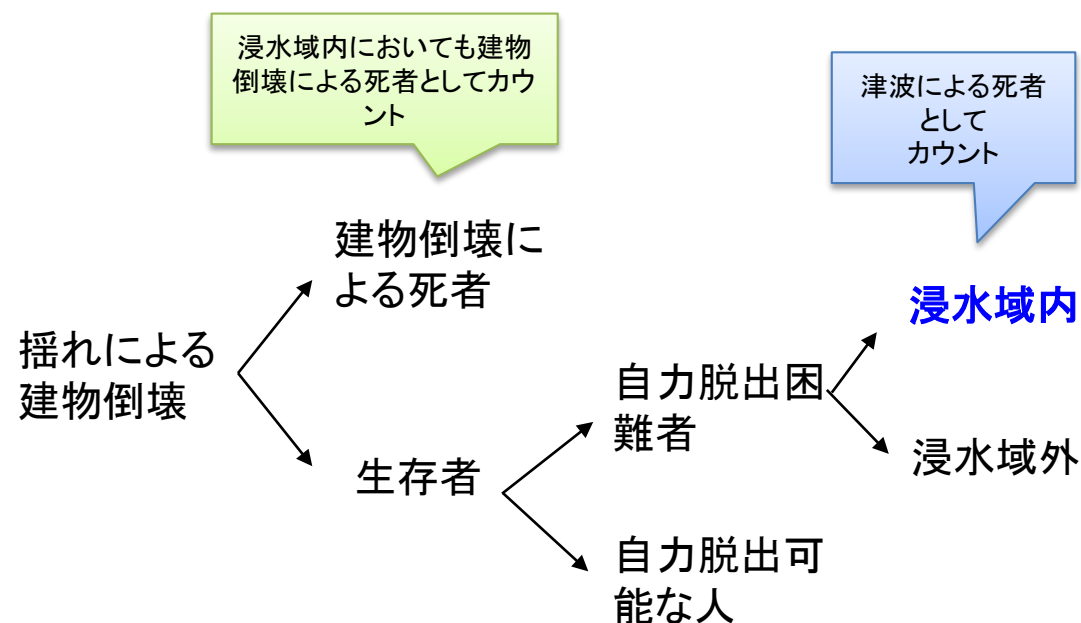 浸水域内においても建物
倒壊による死者としてカウ
ント
津波による死者
として
カウント
建物倒壊に
よる死者
浸水域内
揺れによる
建物倒壊
自力脱出困
難者
浸水域外
生存者
自力脱出可
能な人